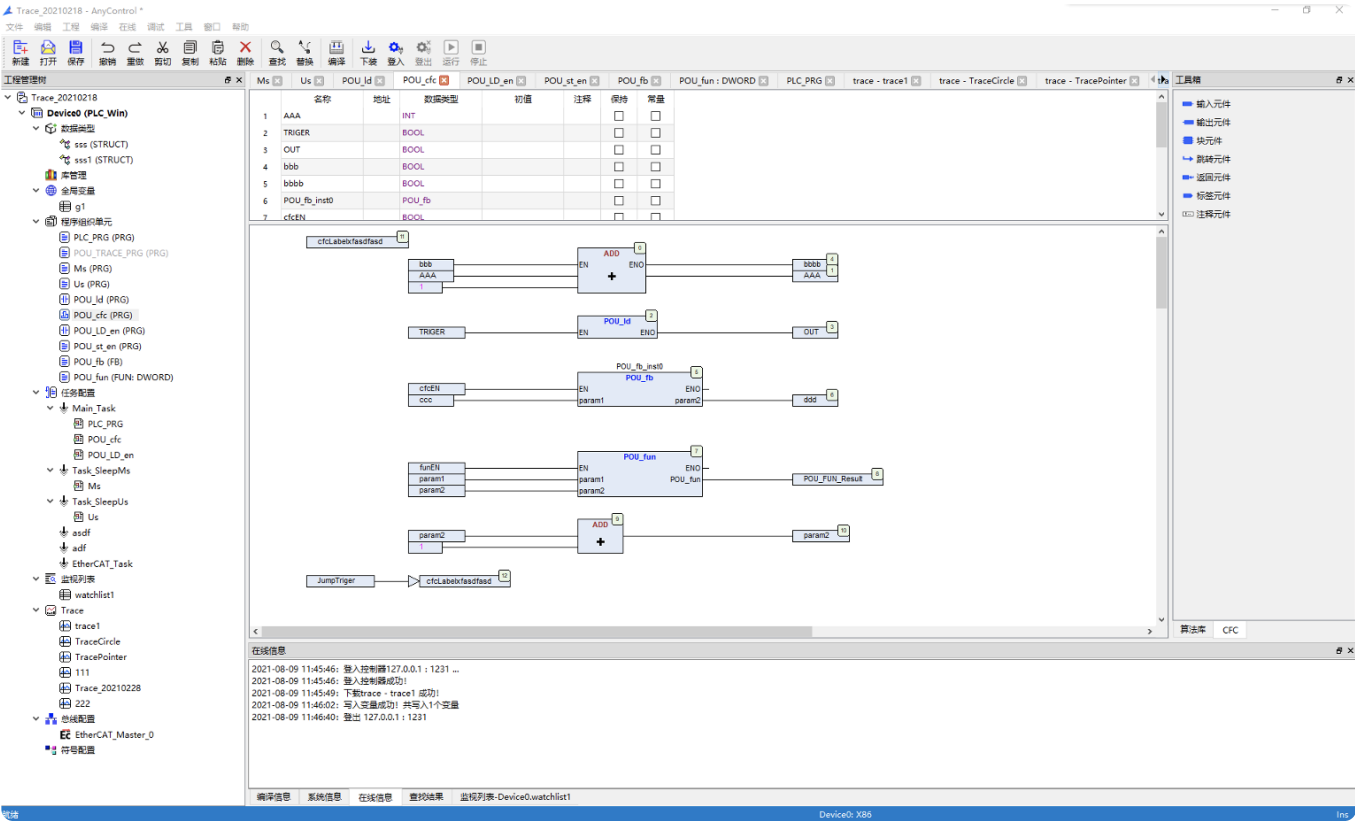 Trace_20210218 - AnyControl *
文件 编辑 工程 编译 在线 调试 工具 窗口 帮助
新建 打开 保存 撤销 重做 剪切 复制 粘贴 删除 查找 替换 编译 下装 登入 登出 运行 停止
工程管理树
Trace_20210218
Device0 (PLC_Win)
数据类型
sss (STRUCT)
sss1 (STRUCT)
库管理
全局变量
g1
程序组织单元
PLC_PRG (PRG)
POU_TRACE_PRG (PRG)
Ms (PRG)
Us (PRG)
POU_ld (PRG)
POU_cfc (PRG)
POU_LD_en (PRG)
POU_st_en (PRG)
POU_fb (FB)
POU_fun (FUN: DWORD)
任务配置
Main_Task
PLC_PRG
POU_cfc
POU_LD_en
Task_SleepMs
Ms
Task_SleepUs
Us
asdf
adf
EtherCAT_Task
监视列表
watchlist1
Trace
trace1
TraceCircle
TracePointer
111
Trace_20210228
222
总线配置
EtherCAT_Master_0
符号配置
Ms Us POU_ld POU_cfc POU_LD_en POU_st_en POU_fb POU_fun : DWORD PLC_PRG trace - trace1 trace - TraceCircle trace - TracePointer
名称 地址 数据类型 初值 注释 保持 常量
1 AAA INT
2 TRIGER BOOL
3 OUT BOOL
4 bbb BOOL
5 bbbb BOOL
6 POU_fb_inst0 POU_fb
7 cfcEN BOOL
cfcLabelxfasdfasd 11
ADD 0
bbb EN ENO bbbb 4
AAA AAA 1
1
POU_ld 2
TRIGER EN ENO OUT 3
POU_fb_inst0
POU_fb
cfcEN EN ENO
ccc param1 param2 ddd 6
POU_fun 7
funEN EN ENO
param1 param1 POU_fun POU_FUN_Result
param2 param2
ADD 9
param2 param2 10
1
JumpTriger cfcLabelxfasdfasd 12
工具箱
输入元件
输出元件
块元件
跳转元件
返回元件
标签元件
注释元件
算法库 CFC
在线信息
2021-08-09 11:45:46: 登入控制器127.0.0.1 : 1231 ...
2021-08-09 11:45:46: 登入控制器成功!
2021-08-09 11:45:49: 下载trace - trace1 成功!
2021-08-09 11:46:02: 写入变量成功! 共写入1个变量
2021-08-09 11:46:40: 登出 127.0.0.1 : 1231
编译信息 系统信息 在线信息 查找结果 监视列表-Device0.watchlist1
就绪 Device0: X86 Ins